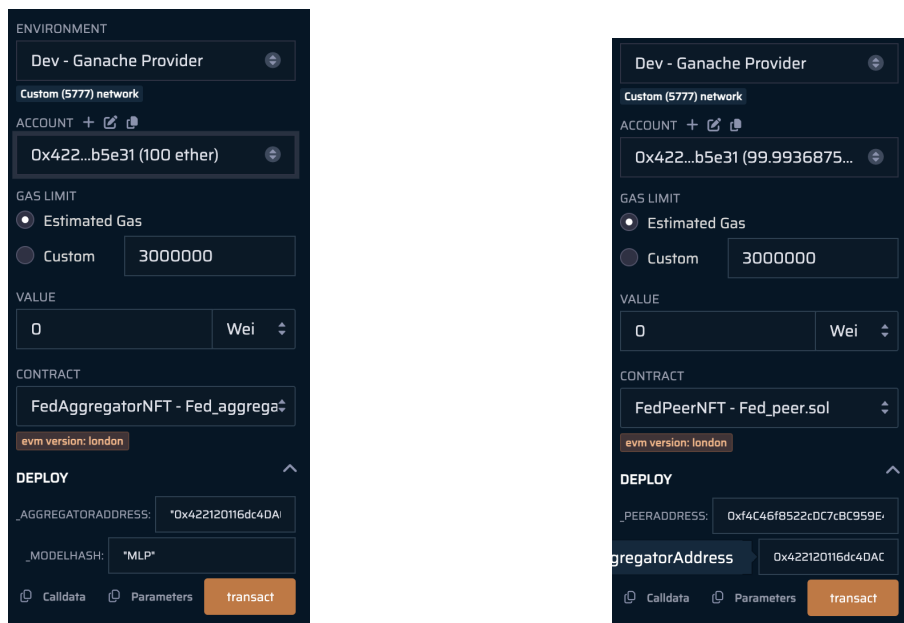 ENVIRONMENT
Dev - Ganache Provider
Custom (5777) network
ACCOUNT
0x422...b5e31 (100 ether)
GAS LIMIT
Estimated Gas
Custom 3000000
VALUE
0 Wei
CONTRACT
FedAggregatorNFT - Fed_aggrega
evm version: london
DEPLOY
_AGGREGATORADDRESS: "0x422120116dc4DA
_MODELHASH: "MLP"
Calldata Parameters transact
Dev - Ganache Provider
Custom (5777) network
ACCOUNT
0x422...b5e31 (99.9936875...
GAS LIMIT
Estimated Gas
Custom 3000000
VALUE
0 Wei
CONTRACT
FedPeerNFT - Fed_peer.sol
evm version: london
DEPLOY
_PEERADDRESS: 0xf4C46f8522cDC7cBC959E
gregatorAddress 0x422120116dc4DAC
Calldata Parameters transact